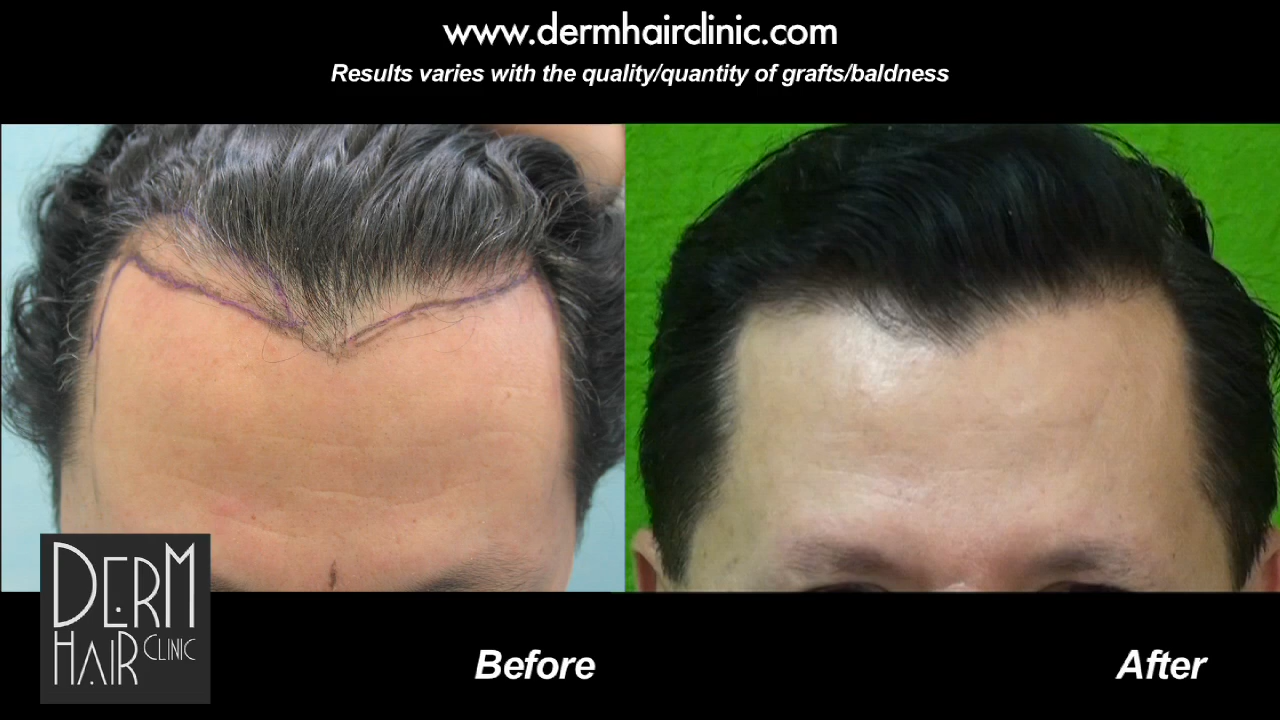 www.dermhairclinic.com
Results varies with the quality/quantity of grafts/baldness
DERM
HAIR CLINIC
Before
After